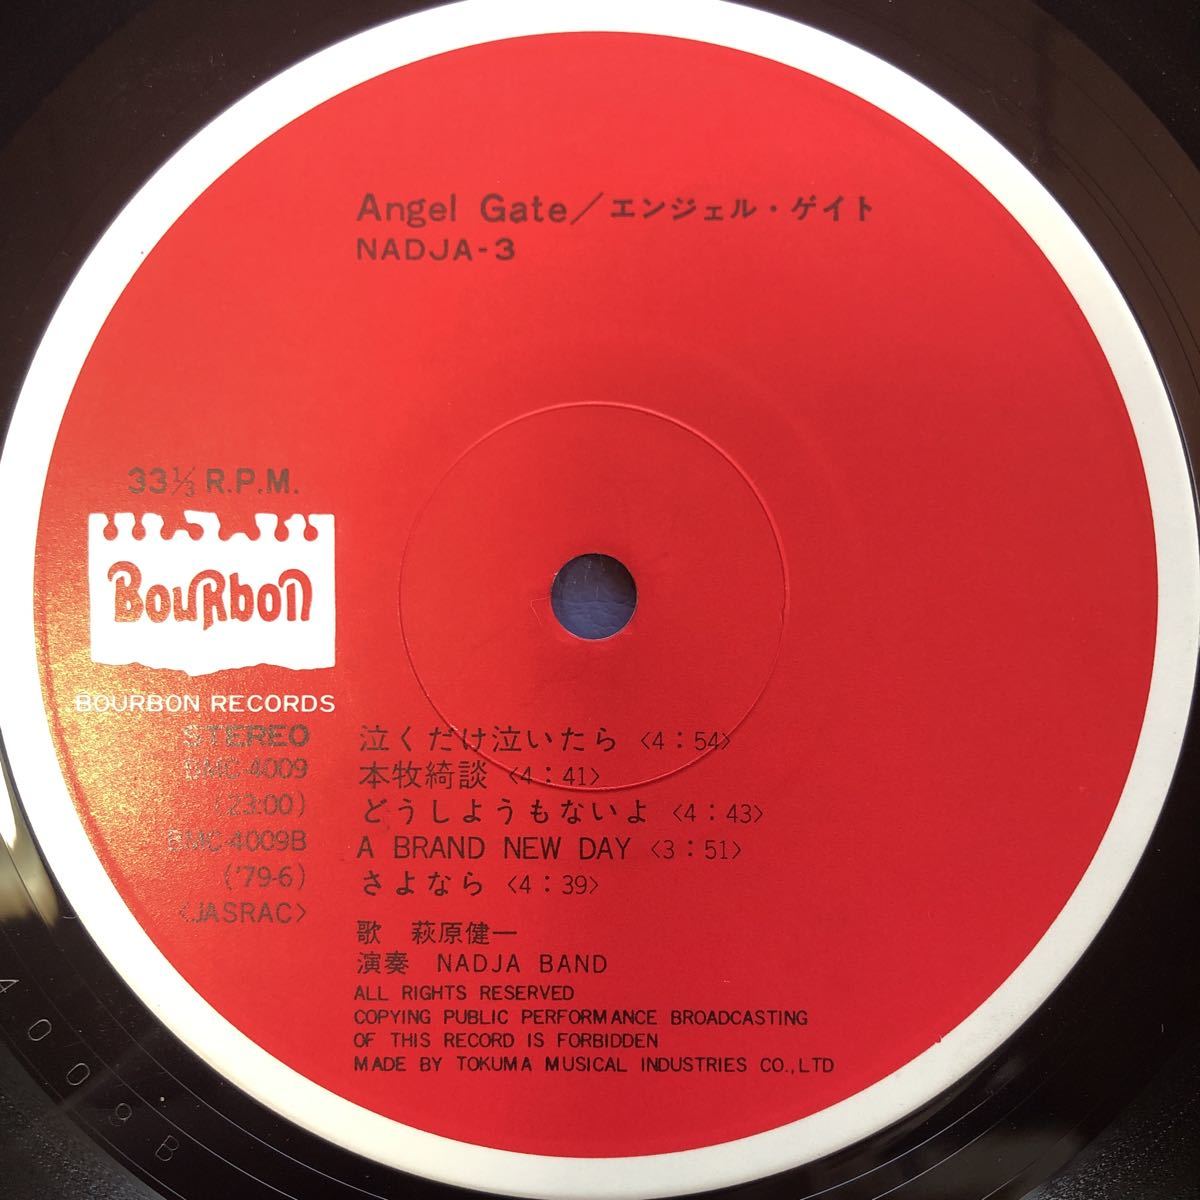 Angel Gate/エンジェル・ゲイト
NADJA-3
33⅓ R.P.M.
BouRbon
BOURBON RECORDS
STEREO
BMC-4009
(23:00)
BMC-4009B
('79-6)
<JASRAC>
泣くだけ泣いたら <4:54>
本牧綺談 <4:41>
どうしようもないよ <4:43>
A BRAND NEW DAY <3:51>
さよなら <4:39>
歌 萩原健一
演奏 NADJA BAND
ALL RIGHTS RESERVED
COPYING PUBLIC PERFORMANCE BROADCASTING
OF THIS RECORD IS FORBIDDEN
MADE BY TOKUMA MUSICAL INDUSTRIES CO.,LTD
4009B